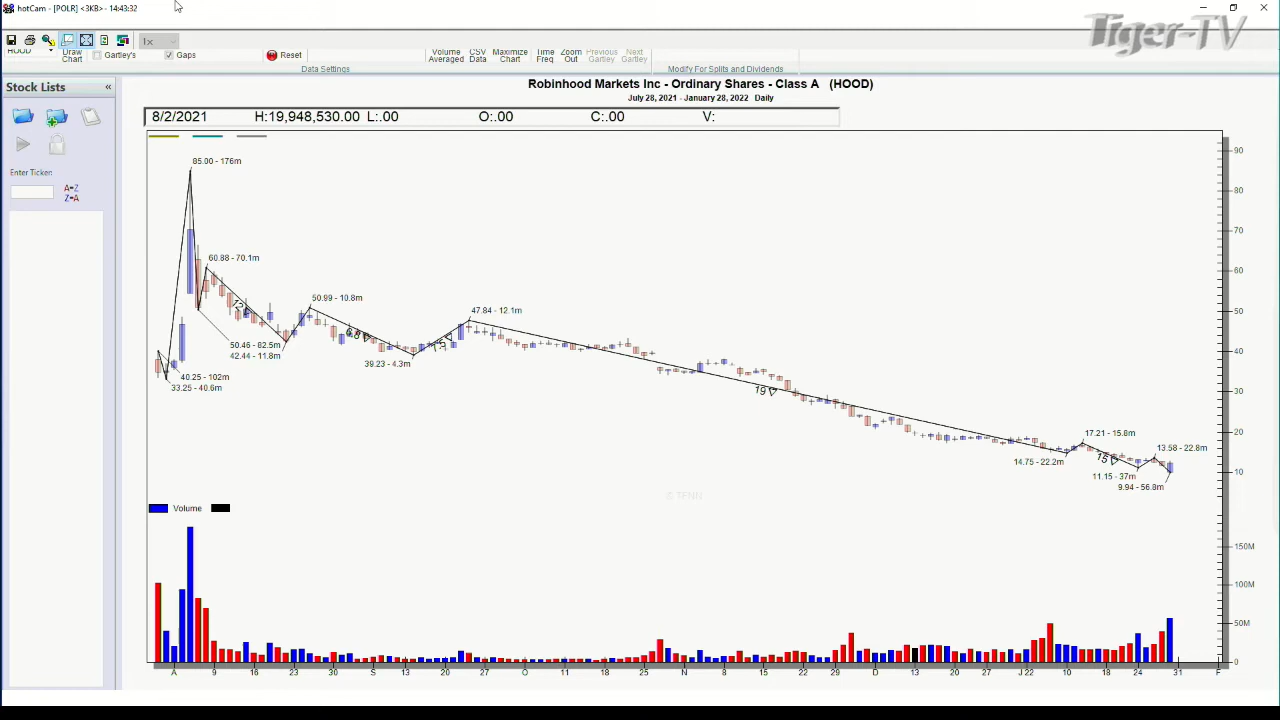 hotCam - [POLR] <3KB> - 14:43:32
Tiger-TV
1x
HOOD
Draw Chart
Gartley's
Gaps
Reset
Volume Averaged
CSV Data
Maximize Chart
Time Freq
Zoom Out
Previous Gartley
Next Gartley
Data Settings
Modify For Splits and Dividends
Stock Lists «
Robinhood Markets Inc - Ordinary Shares - Class A (HOOD)
July 28, 2021 - January 28, 2022 Daily
8/2/2021 H:19,948,530.00 L:.00 O:.00 C:.00 V:
Enter Ticker:
A=Z
Z=A
85.00 - 176m
60.88 - 70.1m
50.99 - 10.8m
47.84 - 12.1m
50.46 - 82.5m
42.44 - 11.8m
39.23 - 4.3m
40.25 - 102m
33.25 - 40.6m
19
17.21 - 15.8m
13.58 - 22.8m
14.75 - 22.2m
15
11.15 - 37m
9.94 - 56.8m
90
80
70
60
50
40
30
20
10
© TFNN
Volume
150M
100M
50M
0
A 9 16 23 30 S 13 20 27 O 11 18 25 N 8 15 22 29 D 13 20 27 J 22 10 18 24 31 F